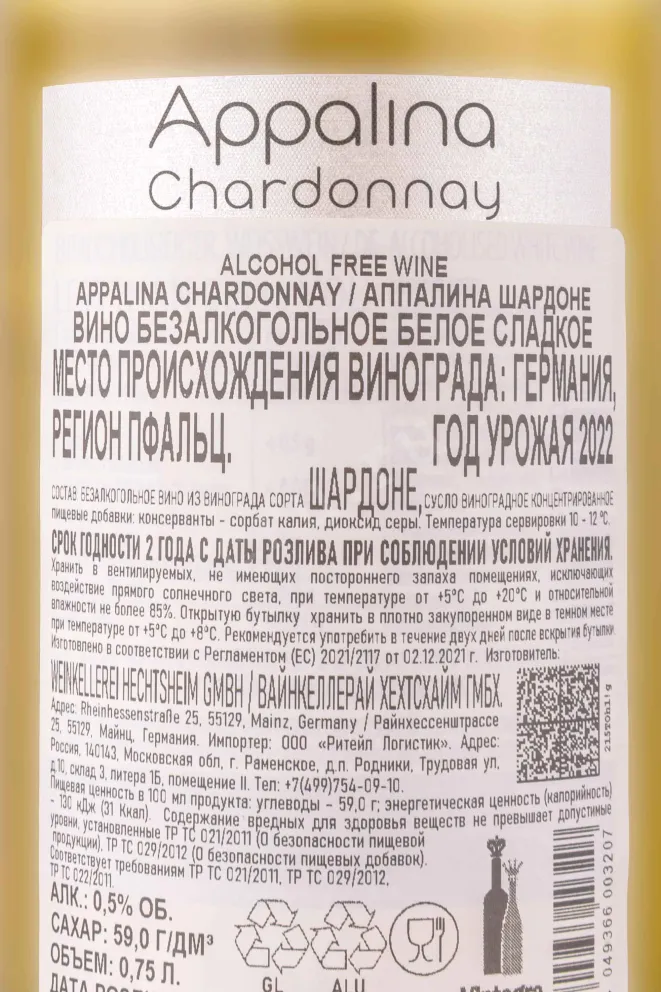 Appalina
Chardonnay
ALCOHOL FREE WINE
APPALINA CHARDONNAY / АППАЛИНА ШАРДОНЕ
ВИНО БЕЗАЛКОГОЛЬНОЕ БЕЛОЕ СЛАДКОЕ
МЕСТО ПРОИСХОЖДЕНИЯ ВИНОГРАДА: ГЕРМАНИЯ,
РЕГИОН ПФАЛЬЦ. ГОД УРОЖАЯ 2022
СОСТАВ: БЕЗАЛКОГОЛЬНОЕ ВИНО ИЗ ВИНОГРАДА СОРТА ШАРДОНЕ, СУСЛО ВИНОГРАДНОЕ КОНЦЕНТРИРОВАННОЕ
пищевые добавки: консерванты - сорбат калия, диоксид серы. Температура сервировки 10 - 12 °C.
СРОК ГОДНОСТИ 2 ГОДА С ДАТЫ РОЗЛИВА ПРИ СОБЛЮДЕНИИ УСЛОВИЙ ХРАНЕНИЯ.
Хранить в вентилируемых, не имеющих постороннего запаха помещениях, исключающих
воздействие прямого солнечного света, при температуре от +5°C до +20°C и относительной
влажности не более 85%. Открытую бутылку хранить в плотно закупоренном виде в темном месте
при температуре от +5°C до +8°C. Рекомендуется употребить в течение двух дней после вскрытия бутылки
Изготовлено в соответствии с Регламентом (ЕС) 2021/2117 от 02.12.2021 г. Изготовитель:
WEINKELLEREI HECHTSHEIM GMBH / ВАЙНКЕЛЛЕРАЙ ХЕХТСХАЙМ ГМБХ.
Адрес: Rheinhessenstraße 25, 55129, Mainz, Germany / Райнхессенштрассе
25, 55129, Майнц, Германия. Импортер: ООО «Ритейл Логистик». Адрес:
Россия, 140143, Московская обл, г. Раменское, д.п. Родники, Трудовая ул,
д.10, склад 3, литера 1Б, помещение II. Тел: +7(499)754-09-10.
Пищевая ценность в 100 мл продукта: углеводы - 59,0 г; энергетическая ценность (калорийность)
- 130 кДж (31 Ккал). Содержание вредных для здоровья веществ не превышает допустимые
уровни, установленные ТР ТС 021/2011 (О безопасности пищевой
продукции), ТР ТС 029/2012 (О безопасности пищевых добавок).
Соответствует требованиям ТР ТС 021/2011, ТР ТС 029/2012,
ТР ТС 022/2011.
АЛК.: 0,5% ОБ.
САХАР: 59,0 Г/ДМ³
ОБЪЕМ: 0,75 Л.
GL
ALU
049366 003207